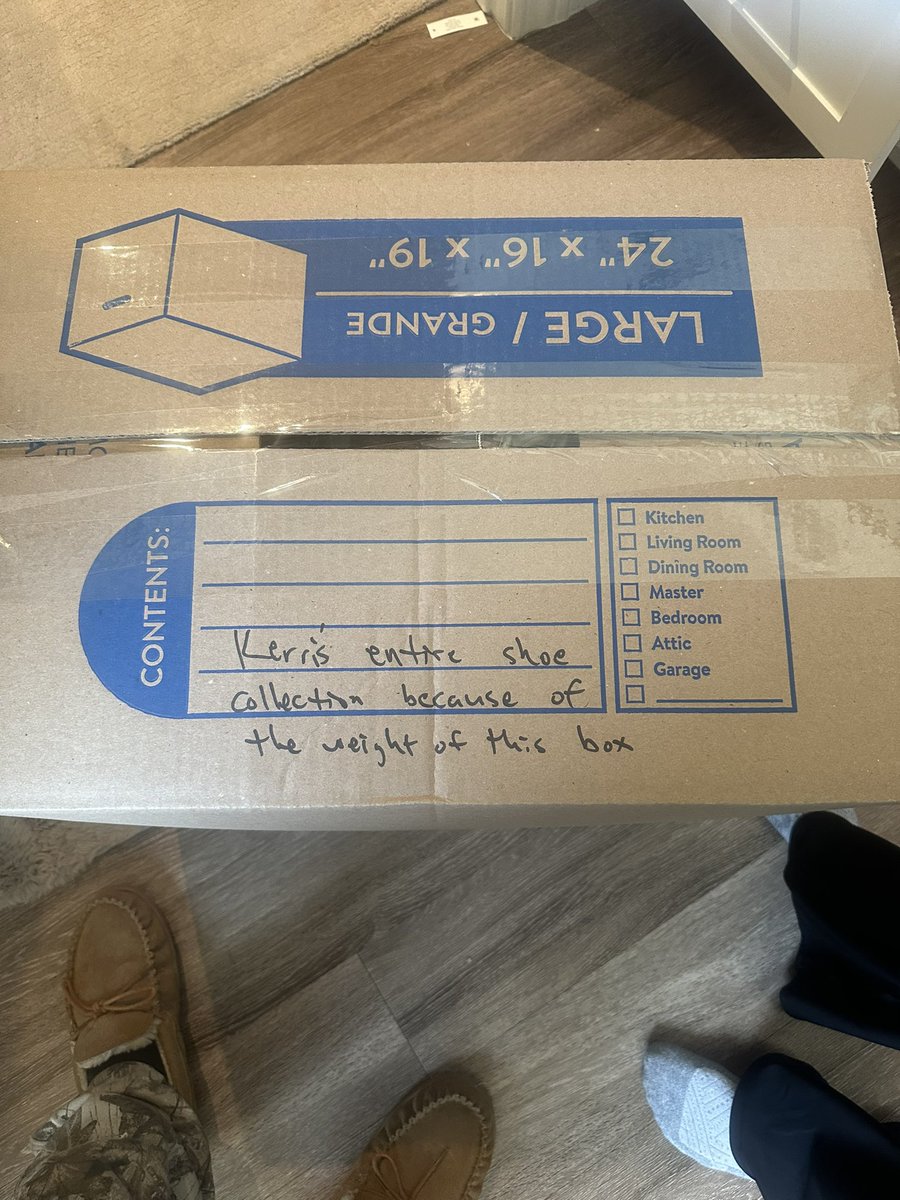 24" x 16" x 19"
LARGE / GRANDE
CONTENTS:
Kerri's entire shoe
collection because of
the weight of this box
Kitchen
Living Room
Dining Room
Master
Bedroom
Attic
Garage